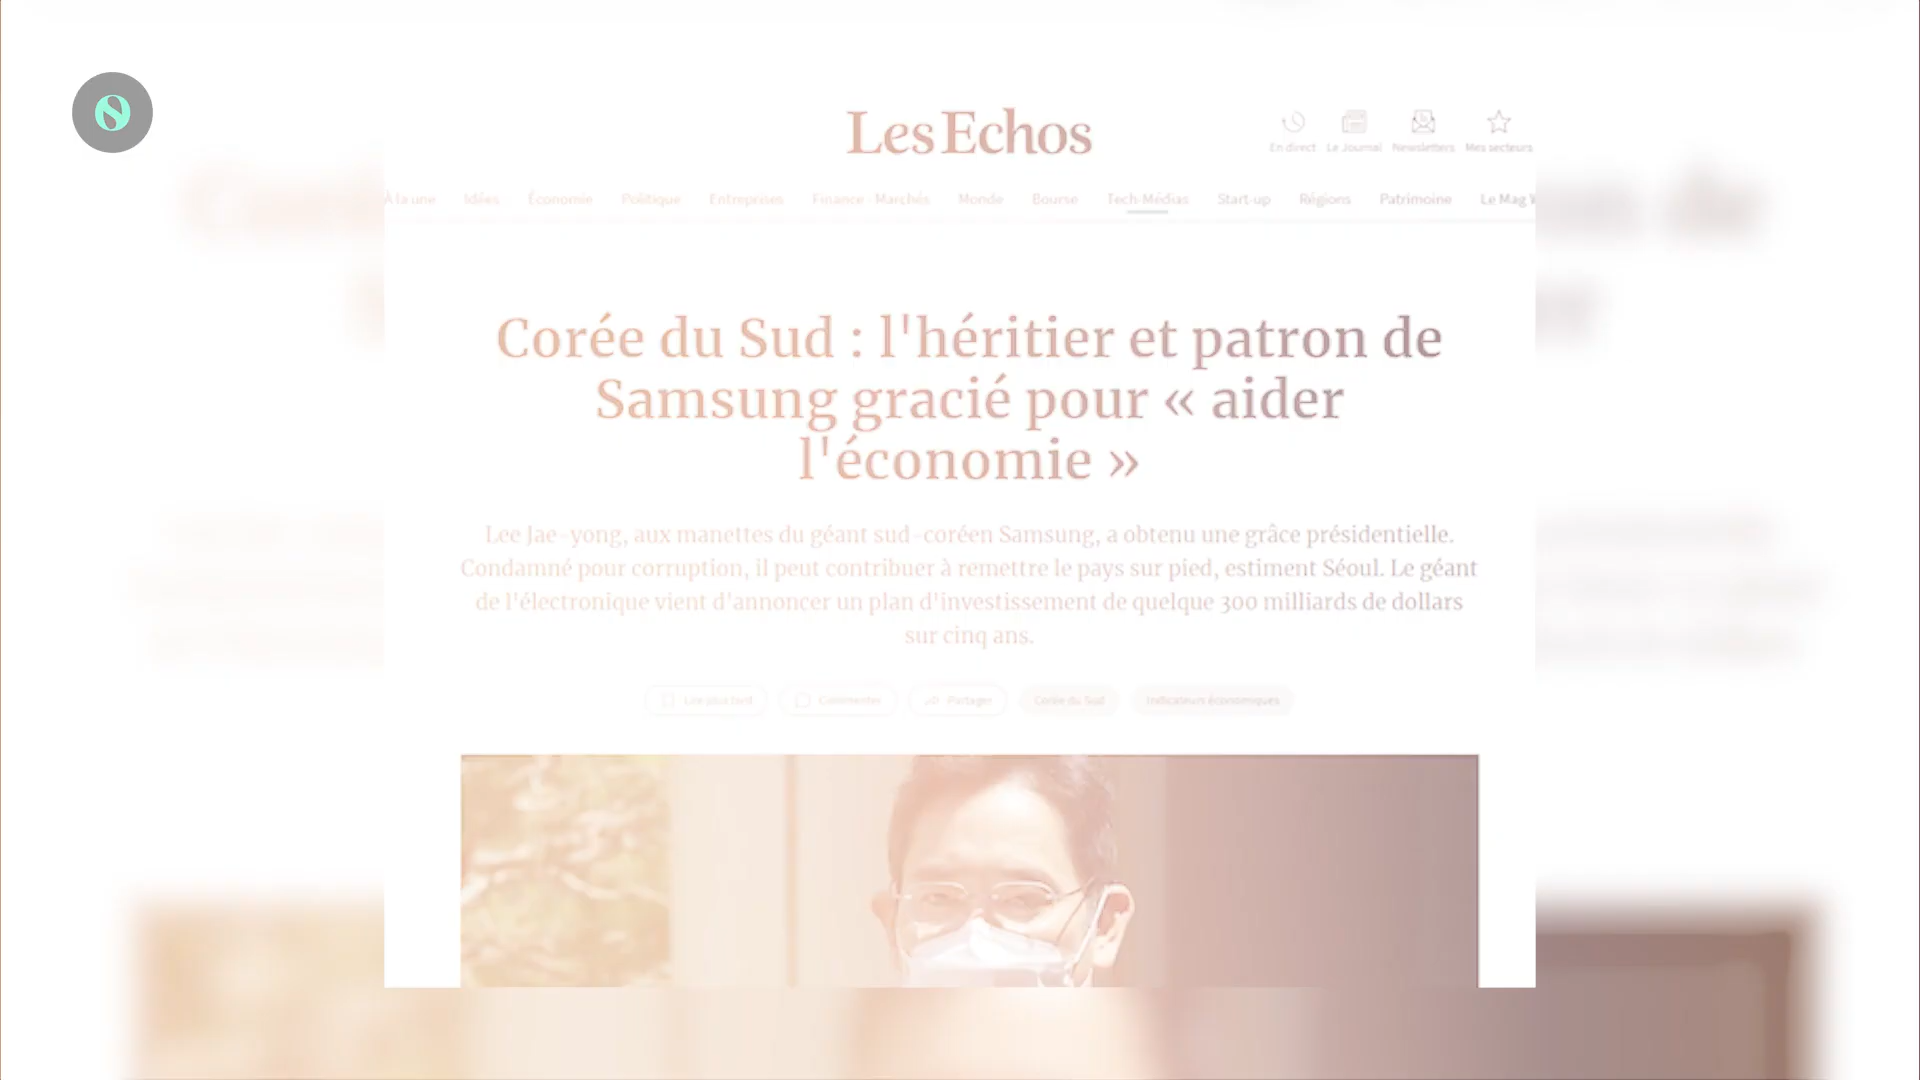 Les Echos
En direct Le Journal Newsletters Mes secteurs
À la une Idées Économie Politique Entreprises Finance - Marchés Monde Bourse Tech-Médias Start-up Régions Patrimoine Le Mag
Corée du Sud : l'héritier et patron de
Samsung gracié pour « aider
l'économie »
Lee Jae-yong, aux manettes du géant sud-coréen Samsung, a obtenu une grâce présidentielle.
Condamné pour corruption, il peut contribuer à remettre le pays sur pied, estiment Séoul. Le géant
de l'électronique vient d'annoncer un plan d'investissement de quelque 300 milliards de dollars
sur cinq ans.
Lire plus tard Commenter Partager Corée du Sud Indicateurs économiques